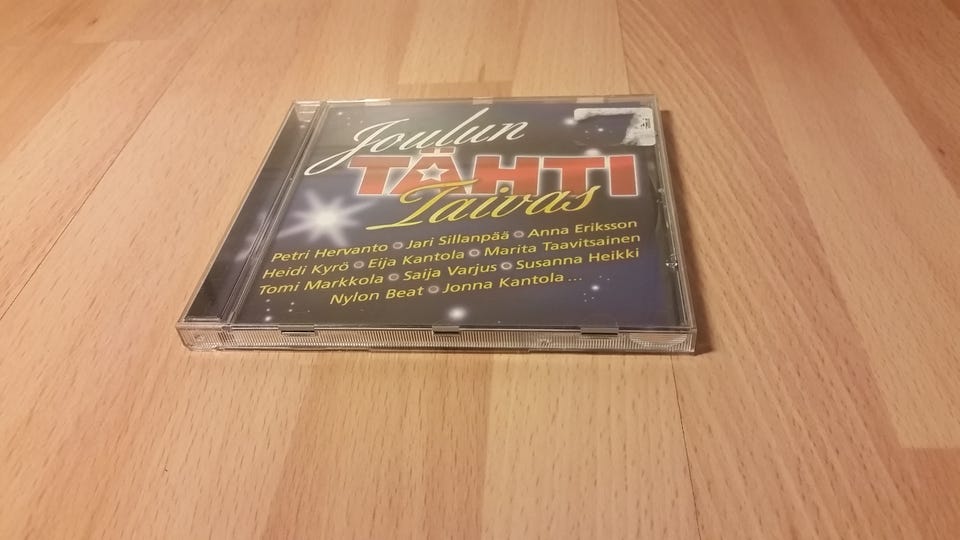 Joulun
TÄHTI
Taivas
Petri Hervanto Jari Sillanpää Anna Eriksson
Heidi Kyrö Eija Kantola Marita Taavitsainen
Tomi Markkola Saija Varjus Susanna Heikki
Nylon Beat Jonna Kantola...